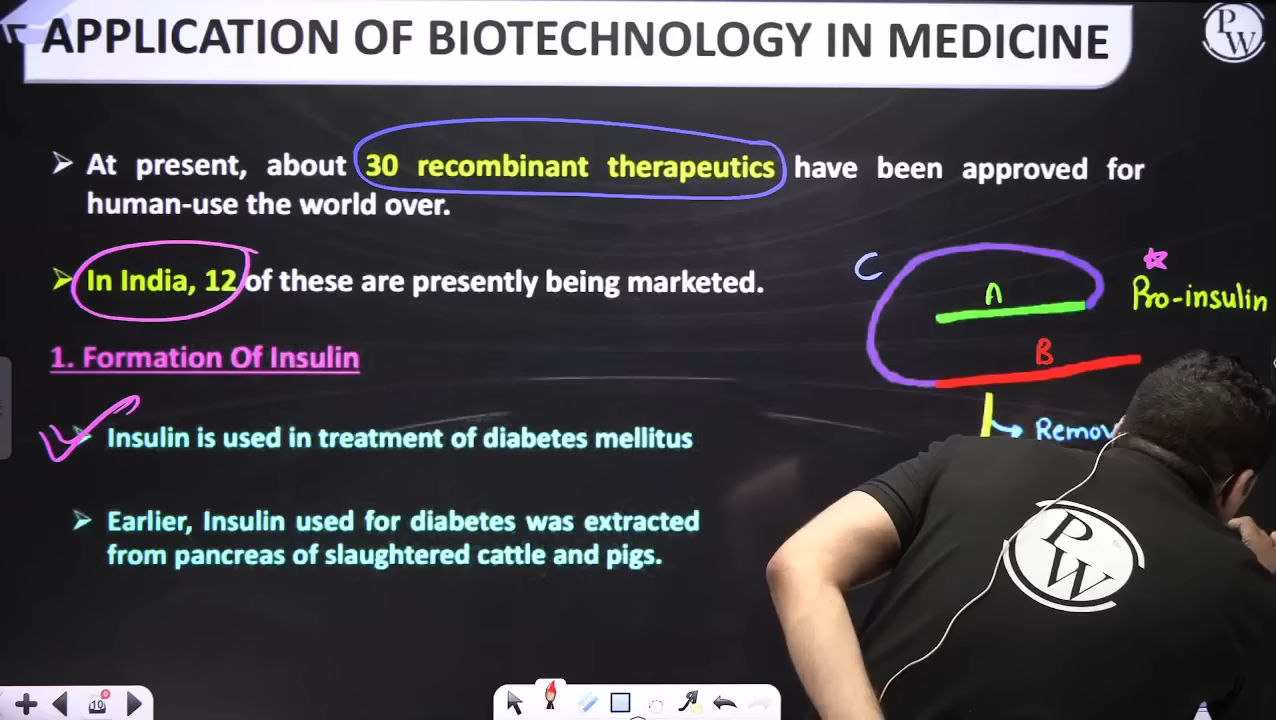 APPLICATION OF BIOTECHNOLOGY IN MEDICINE
PW
At present, about 30 recombinant therapeutics have been approved for
human-use the world over.
In India, 12 of these are presently being marketed.
C
A
Pro-insulin
B
1. Formation Of Insulin
Insulin is used in treatment of diabetes mellitus
Remov
Earlier, Insulin used for diabetes was extracted
from pancreas of slaughtered cattle and pigs.
PW
10
0